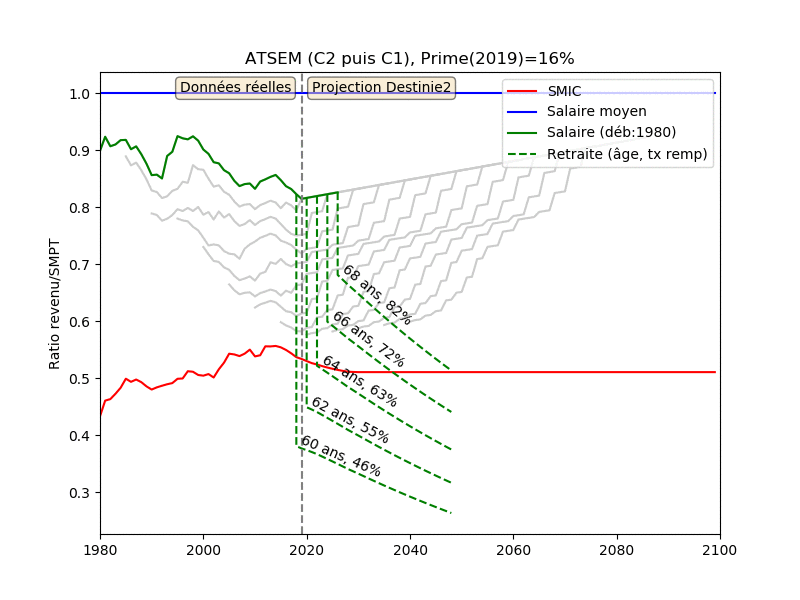 ATSEM (C2 puis C1), Prime(2019)=16%
Données réelles
Projection Destinie2
SMIC
Salaire moyen
Salaire (déb:1980)
Retraite (âge, tx remp)
Ratio revenu/SMPT
1.0
0.9
0.8
0.7
0.6
0.5
0.4
0.3
68 ans, 82%
66 ans, 72%
64 ans, 63%
62 ans, 55%
60 ans, 46%
1980
2000
2020
2040
2060
2080
2100